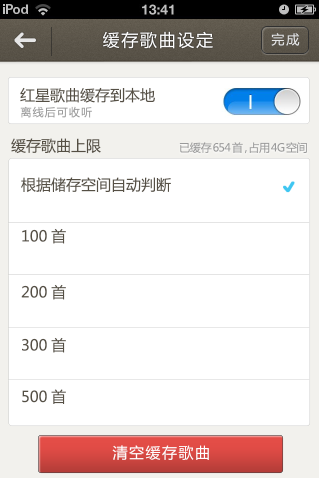 iPod 13:41
缓存歌曲设定 完成
红星歌曲缓存到本地
离线后可收听
缓存歌曲上限 已缓存654首,占用4G空间
根据储存空间自动判断
100 首
200 首
300 首
500 首
清空缓存歌曲